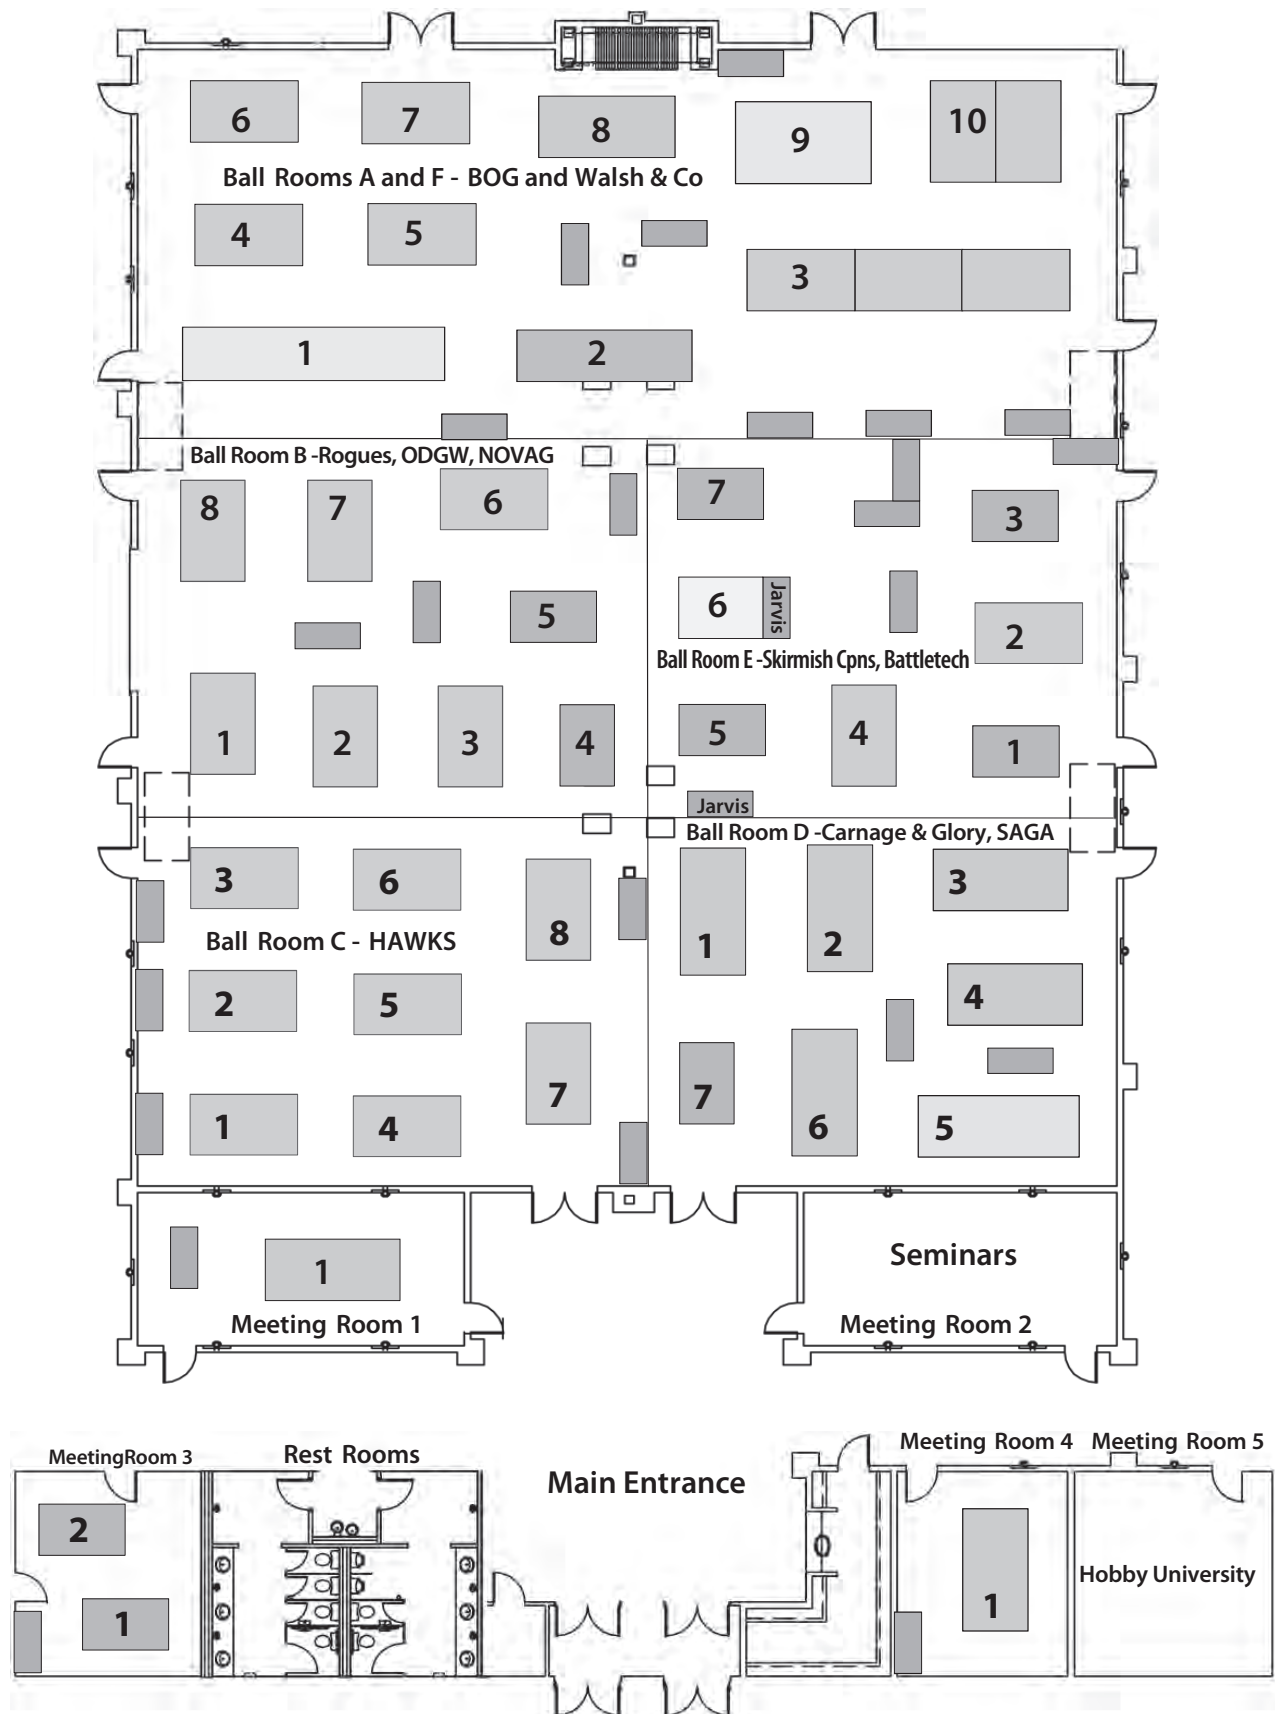 6
7
8
9
10
Ball Rooms A and F - BOG and Walsh & Co
4
5
3
1
2
Ball Room B -Rogues, ODGW, NOVAG
8
7
6
5
1
2
3
4
7
3
6
Jarvis
2
Ball Room E -Skirmish Cpns, Battletech
5
4
1
Jarvis
Ball Room D -Carnage & Glory, SAGA
3
6
8
Ball Room C - HAWKS
2
5
7
1
4
1
2
3
4
7
6
5
1
Meeting Room 1
Seminars
Meeting Room 2
MeetingRoom 3
Rest Rooms
Main Entrance
Meeting Room 4
Meeting Room 5
2
1
1
Hobby University